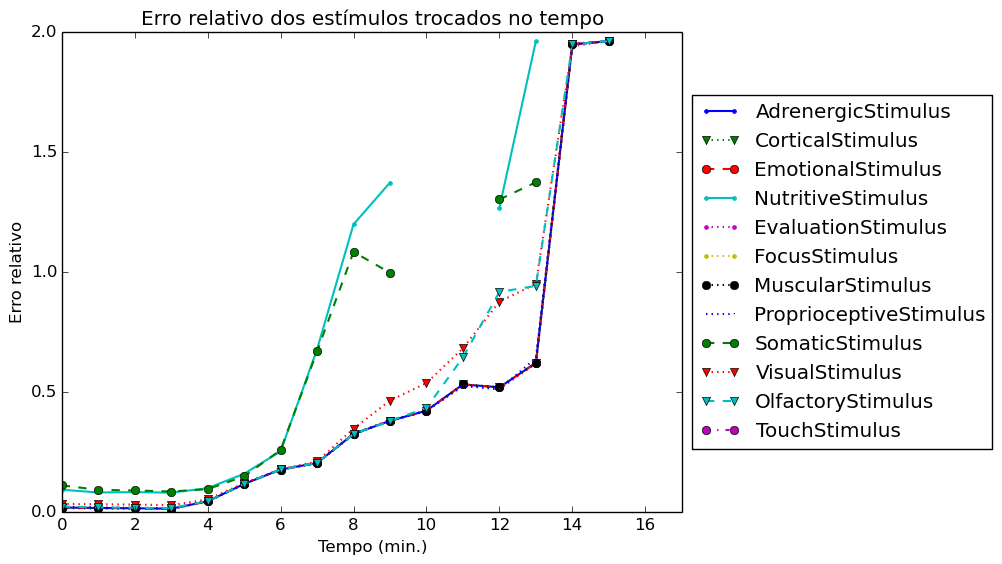 Erro relativo dos estímulos trocados no tempo
2.0
1.5
1.0
0.5
0.0
Erro relativo
0 2 4 6 8 10 12 14 16
Tempo (min.)
AdrenergicStimulus
CorticalStimulus
EmotionalStimulus
NutritiveStimulus
EvaluationStimulus
FocusStimulus
MuscularStimulus
ProprioceptiveStimulus
SomaticStimulus
VisualStimulus
OlfactoryStimulus
TouchStimulus